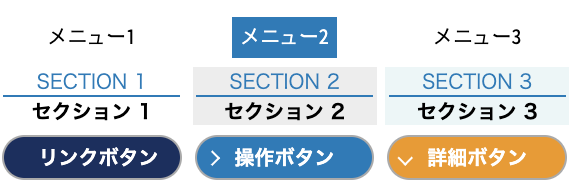 メニュー1 メニュー2 メニュー3
SECTION 1 SECTION 2 SECTION 3
セクション 1 セクション 2 セクション 3
リンクボタン 操作ボタン 詳細ボタン